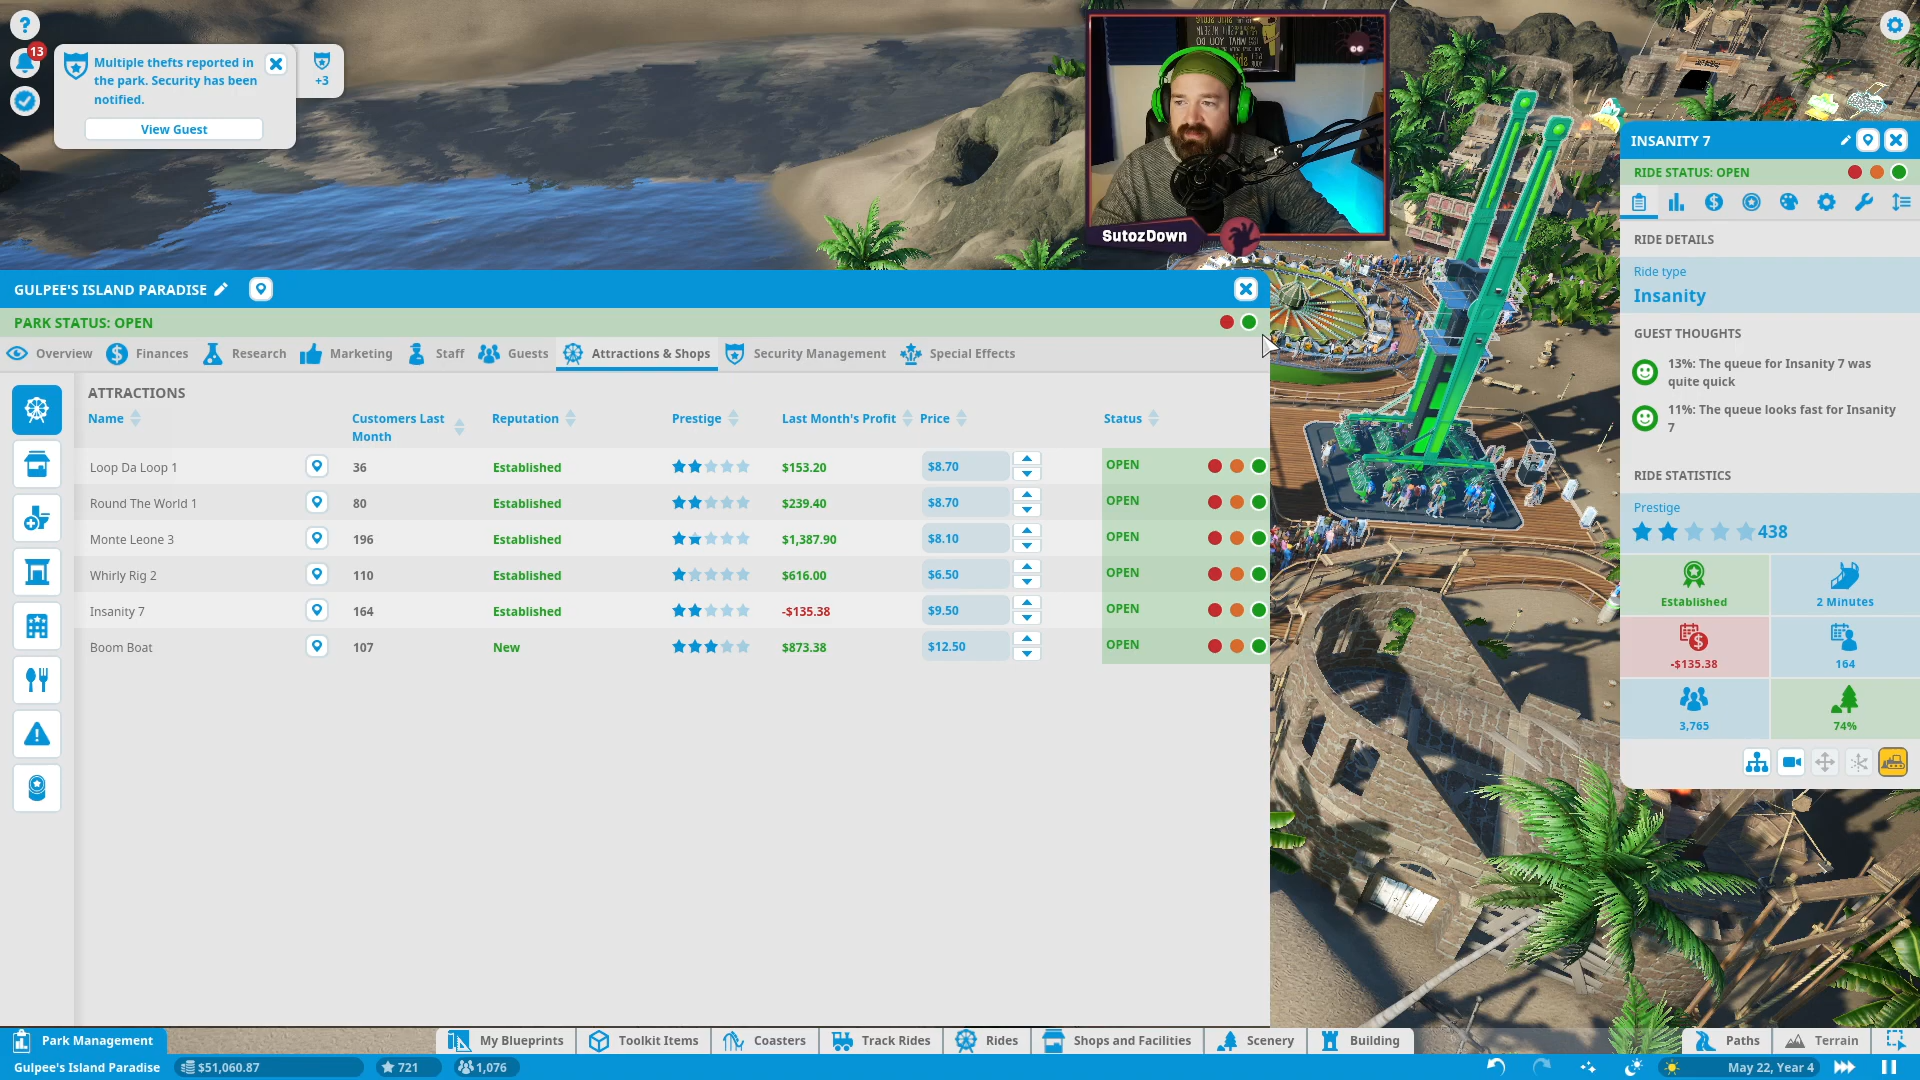 ?
13
Multiple thefts reported in
the park. Security has been
notified.
View Guest
+3
SutozDown
INSANITY 7
RIDE STATUS: OPEN
RIDE DETAILS
Ride type
Insanity
GUEST THOUGHTS
13%: The queue for Insanity 7 was
quite quick
11%: The queue looks fast for Insanity
7
RIDE STATISTICS
Prestige
438
Established
2 Minutes
-$135.38
164
3,765
74%
GULPEE'S ISLAND PARADISE
PARK STATUS: OPEN
Overview
Finances
Research
Marketing
Staff
Guests
Attractions & Shops
Security Management
Special Effects
ATTRACTIONS
Name
Customers Last
Month
Reputation
Prestige
Last Month's Profit
Price
Status
Loop Da Loop 1 36 Established $153.20 $8.70 OPEN
Round The World 1 80 Established $239.40 $8.70 OPEN
Monte Leone 3 196 Established $1,387.90 $8.10 OPEN
Whirly Rig 2 110 Established $616.00 $6.50 OPEN
Insanity 7 164 Established -$135.38 $9.50 OPEN
Boom Boat 107 New $873.38 $12.50 OPEN
Park Management
My Blueprints
Toolkit Items
Coasters
Track Rides
Rides
Shops and Facilities
Scenery
Building
Paths
Terrain
Gulpee's Island Paradise
$51,060.87
721
1,076
May 22, Year 4